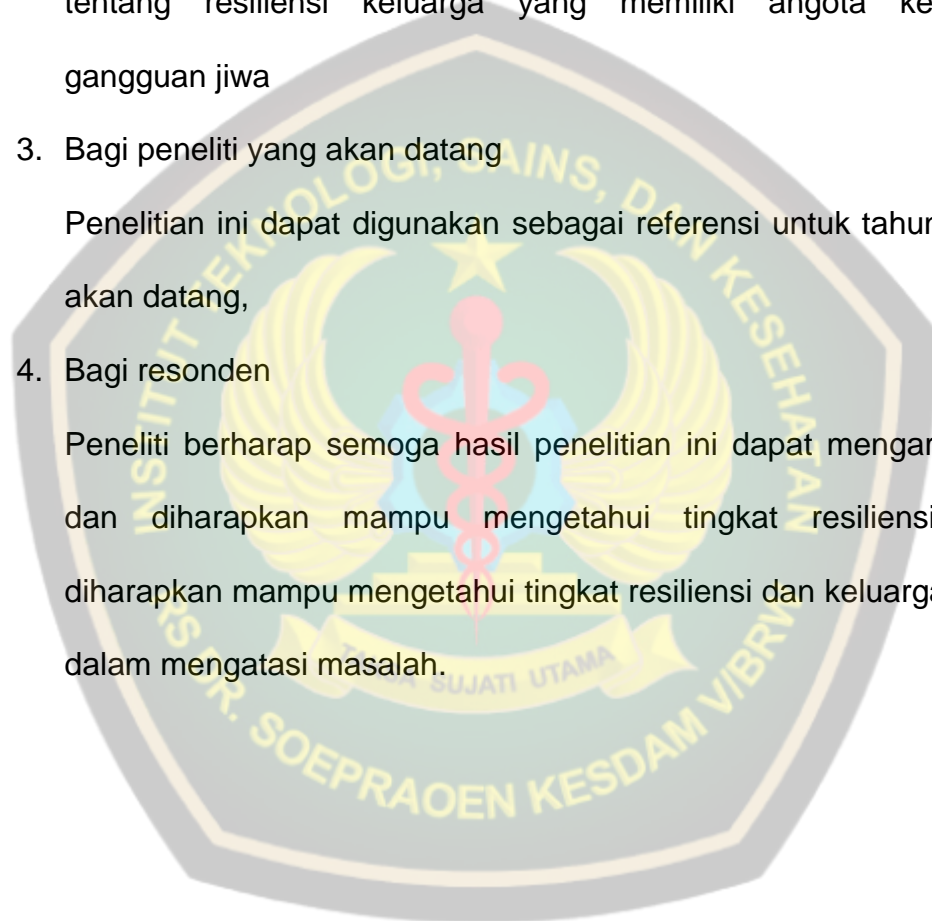 tentang resiliensi keluarga yang memiliki angota ke
gangguan jiwa
3. Bagi peneliti yang akan datang
Penelitian ini dapat digunakan sebagai referensi untuk tahun
akan datang,
4. Bagi resonden
Peneliti berharap semoga hasil penelitian ini dapat
dan diharapkan mampu mengetahui tingkat resiliensi
diharapkan mampu mengetahui tingkat resiliensi dan keluarga
dalam mengatasi masalah.
INSTITUT TEKNOLOGI, SAINS, DAN KESEHATAN
SUJATI UTAMA
RS DR. SOEPRAOEN KESDAM V/BRW